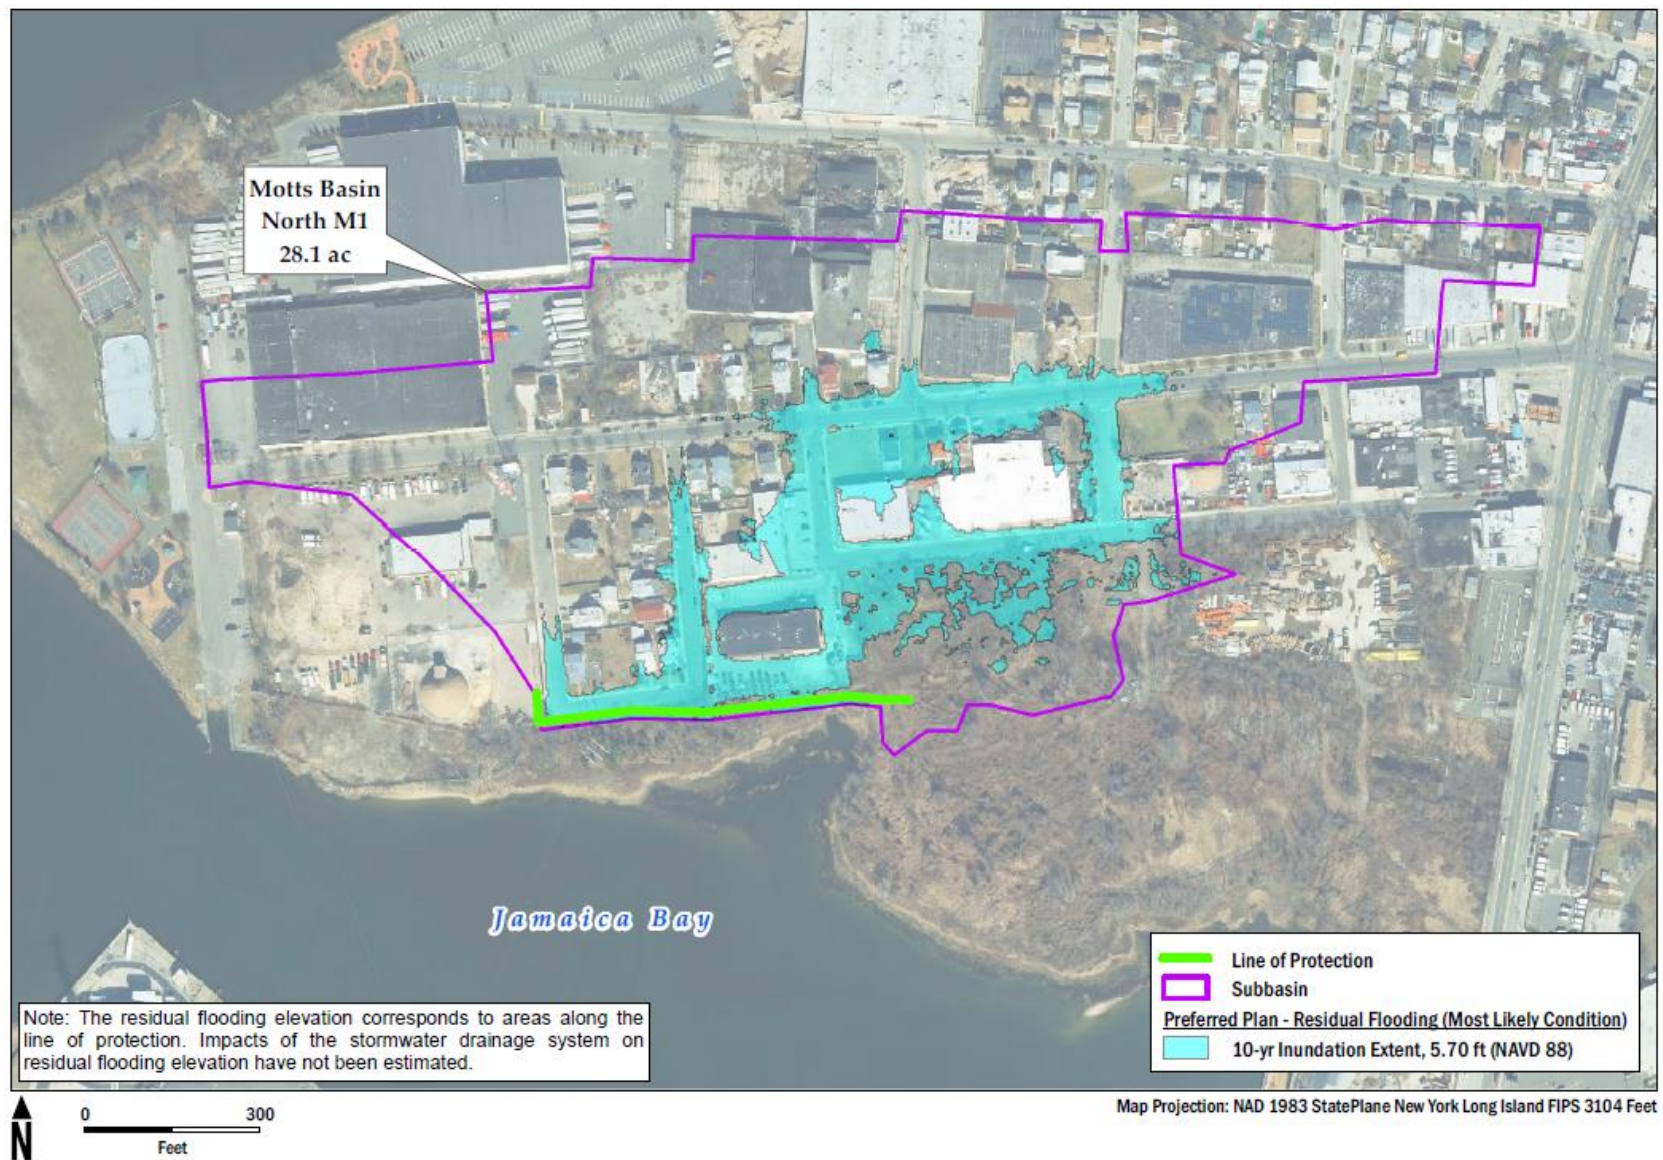 Motts Basin
North M1
28.1 ac
Jamaica Bay
Line of Protection
Subbasin
Preferred Plan - Residual Flooding (Most Likely Condition)
10-yr Inundation Extent, 5.70 ft (NAVD 88)
Note: The residual flooding elevation corresponds to areas along the
line of protection. Impacts of the stormwater drainage system on
residual flooding elevation have not been estimated.
Map Projection: NAD 1983 StatePlane New York Long Island FIPS 3104 Feet
0 300
Feet
N